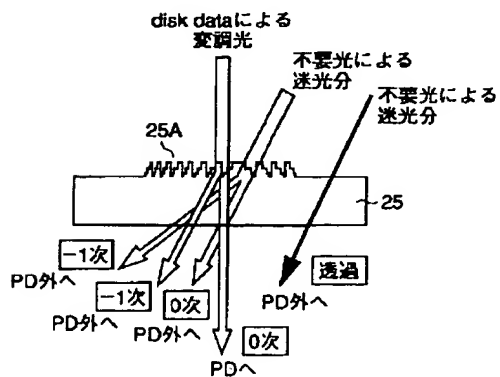 disk dataによる
変調光
不要光による
迷光分
不要光による
迷光分
25A
25
−1次
PD外へ
−1次
PD外へ
0次
PD外へ
透過
PD外へ
0次
PDへ